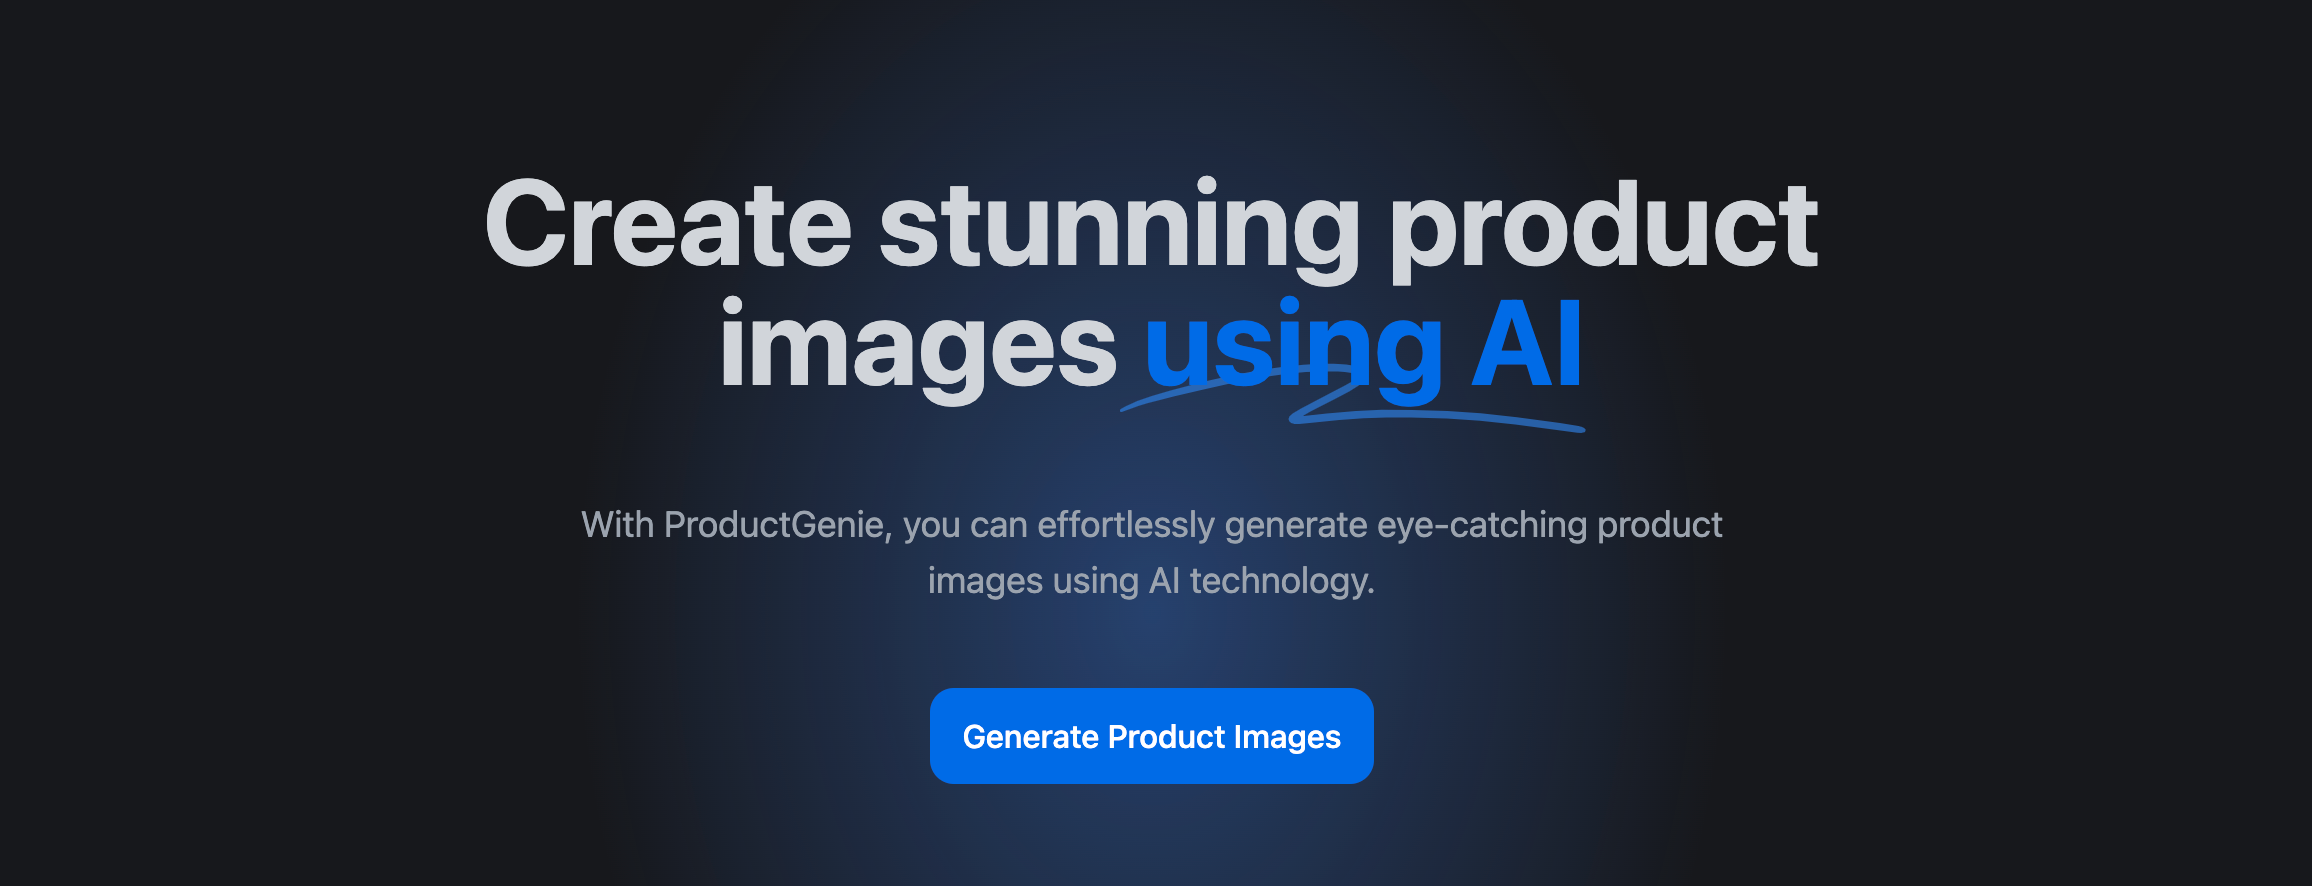 Create stunning product
images using AI
With ProductGenie, you can effortlessly generate eye-catching product
images using AI technology.
Generate Product Images